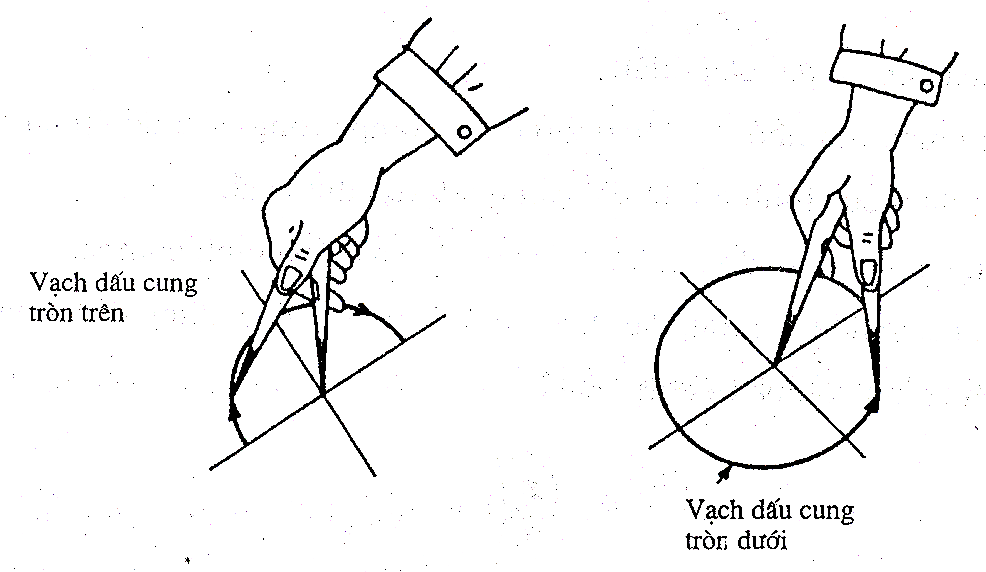 Vạch dấu cung
tròn trên
Vạch dấu cung
tròn dưới